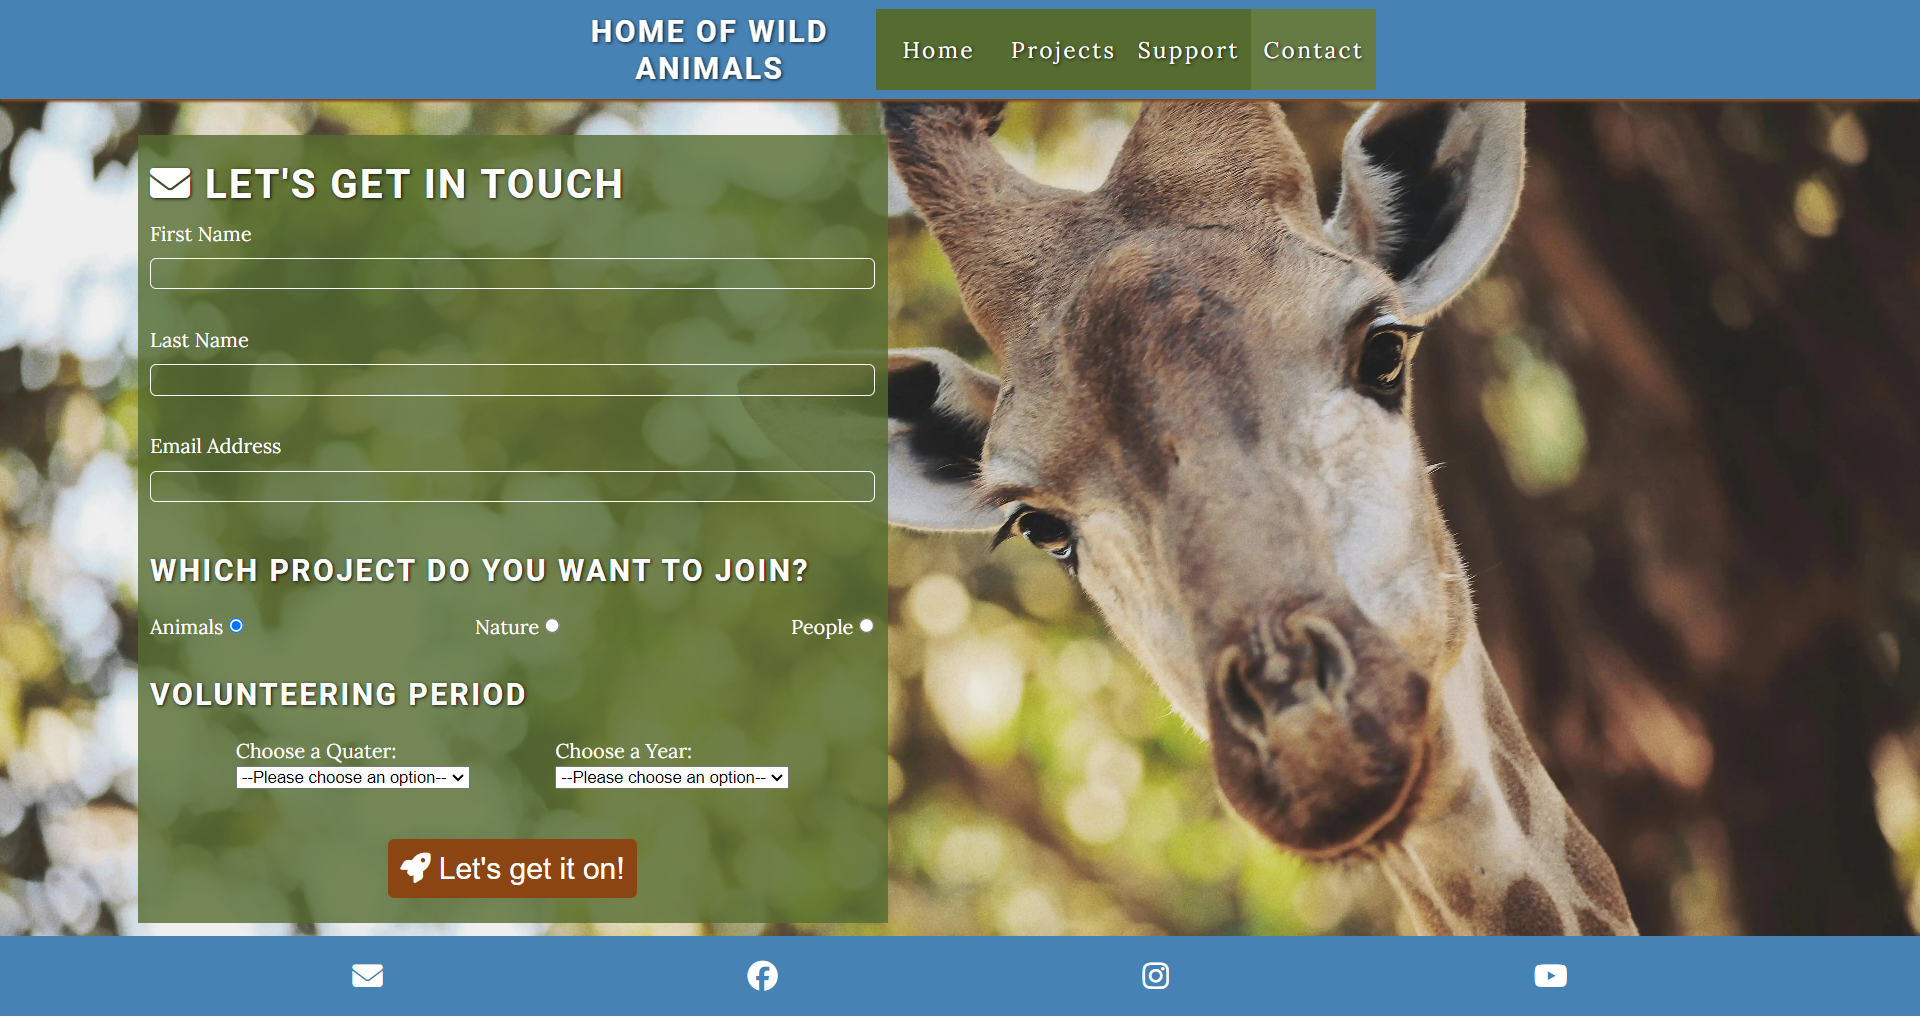 HOME OF WILD
ANIMALS
Home Projects Support Contact
LET'S GET IN TOUCH
First Name
Last Name
Email Address
WHICH PROJECT DO YOU WANT TO JOIN?
Animals Nature People
VOLUNTEERING PERIOD
Choose a Quater: Choose a Year:
--Please choose an option-- --Please choose an option--
Let's get it on!